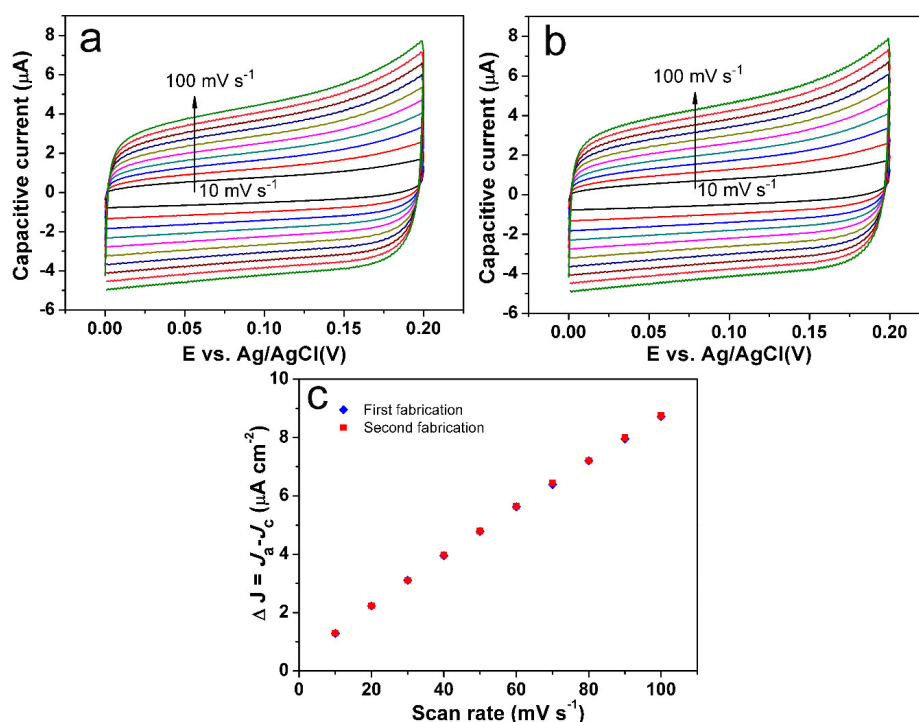 a
100 mV s⁻¹
10 mV s⁻¹
Capacitive current (μA)
8
6
4
2
0
-2
-4
-6
0.00 0.05 0.10 0.15 0.20
E vs. Ag/AgCl(V)
b
100 mV s⁻¹
10 mV s⁻¹
Capacitive current (μA)
8
6
4
2
0
-2
-4
-6
0.00 0.05 0.10 0.15 0.20
E vs. Ag/AgCl(V)
c
First fabrication
Second fabrication
Δ J = Jₐ-J_c (μA cm⁻²)
10
8
6
4
2
0
0 20 40 60 80 100
Scan rate (mV s⁻¹)